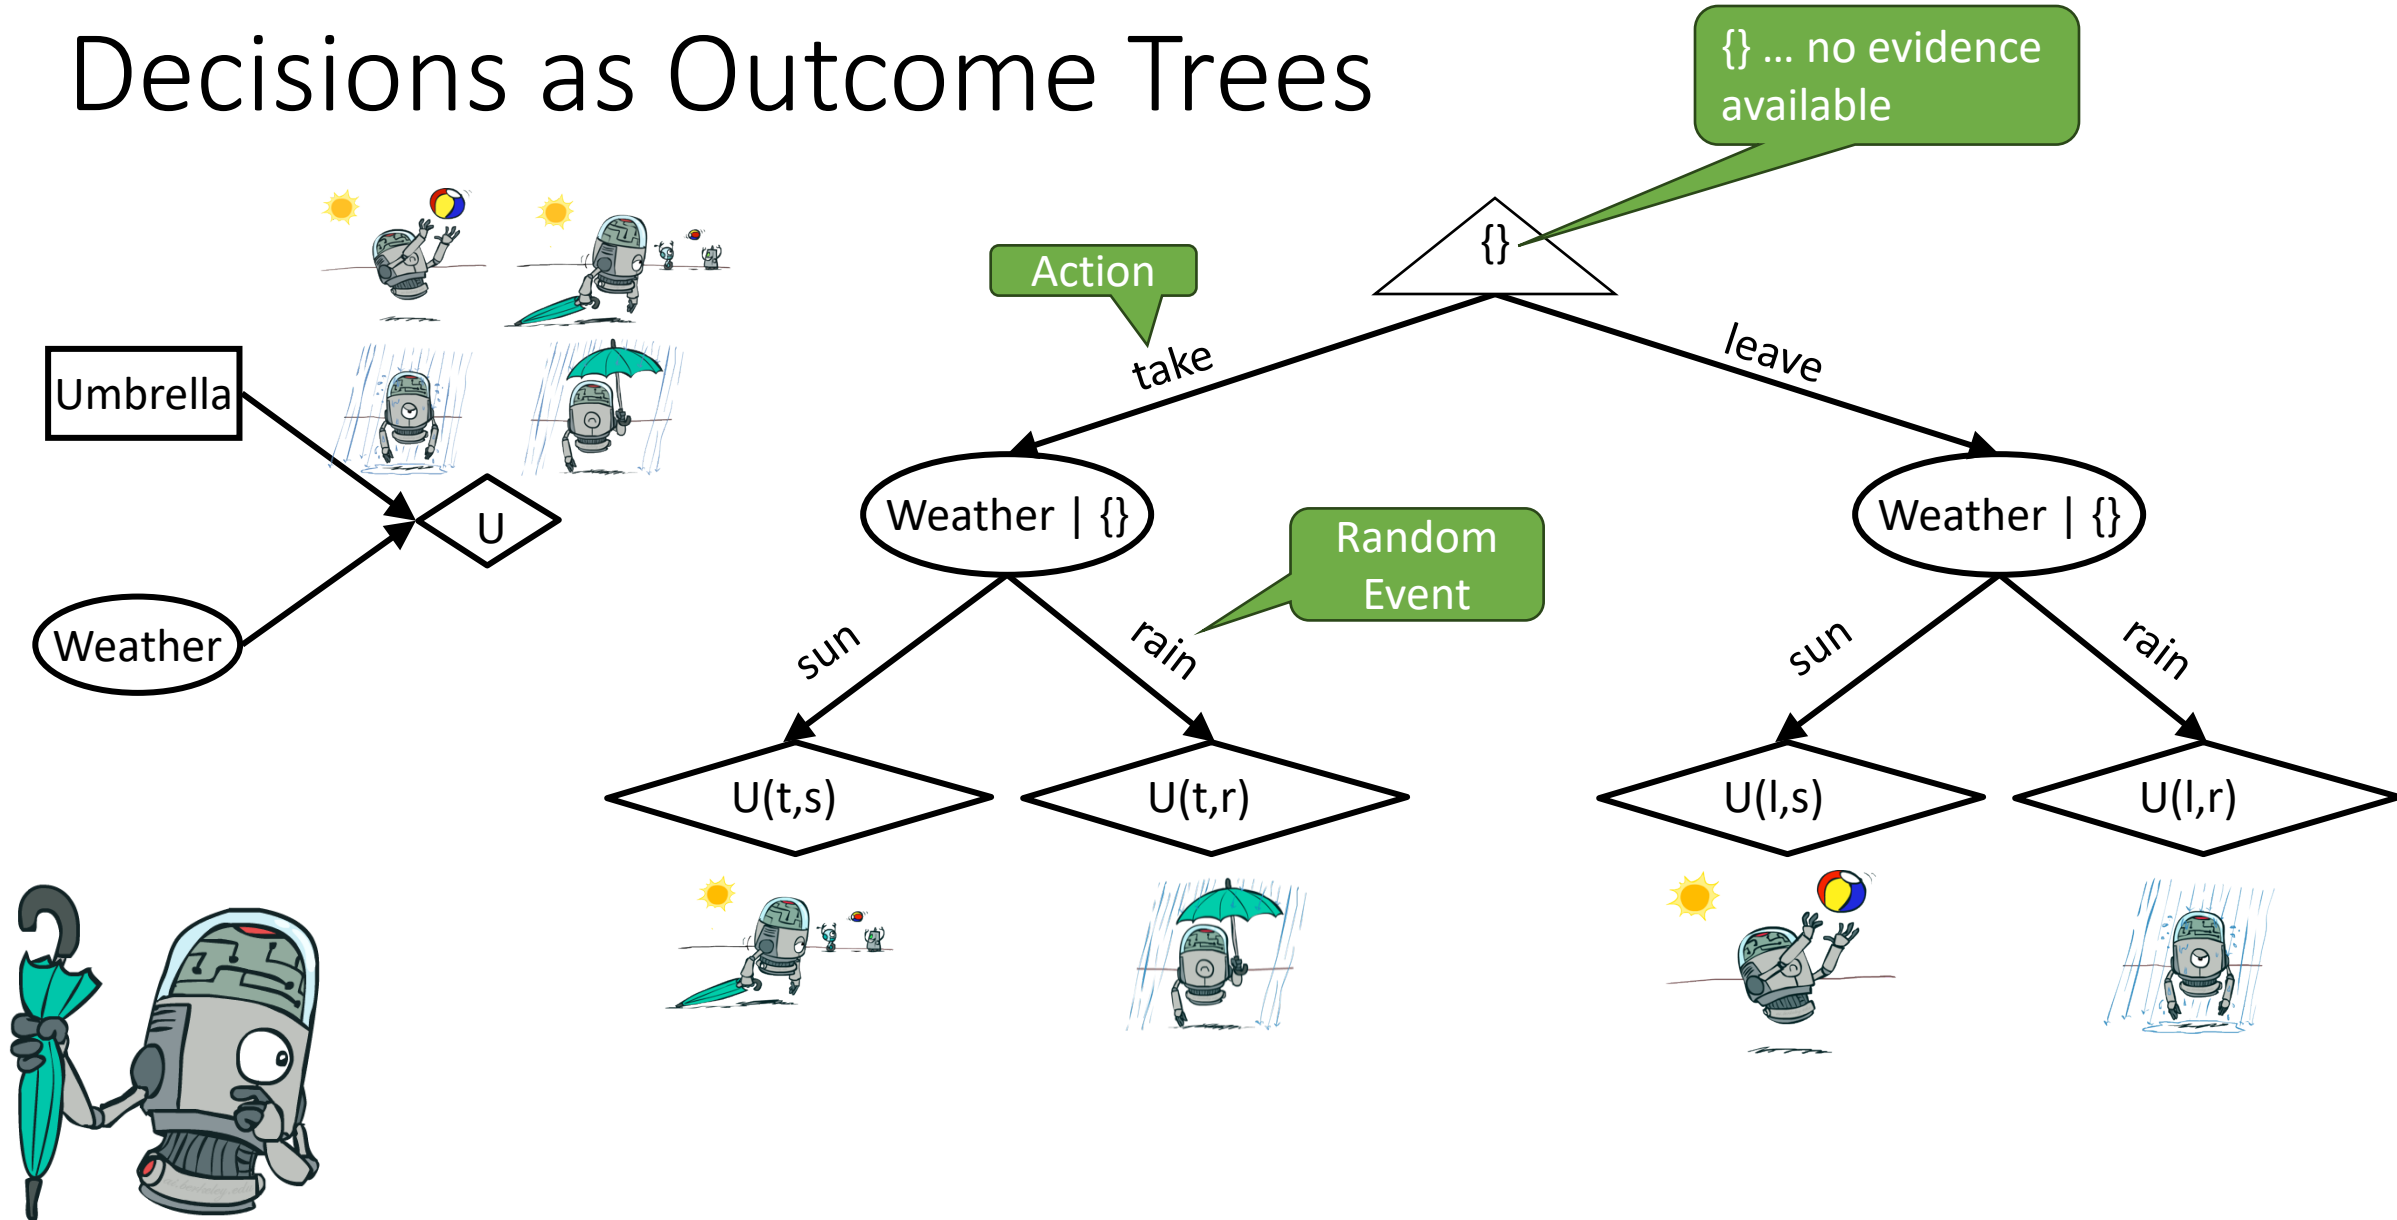 Decisions as Outcome Trees
{} ... no evidence
available
{}
Action
take
leave
Umbrella
U
Weather
Weather | {}
Weather | {}
Random
Event
sun
rain
sun
rain
U(t,s)
U(t,r)
U(l,s)
U(l,r)